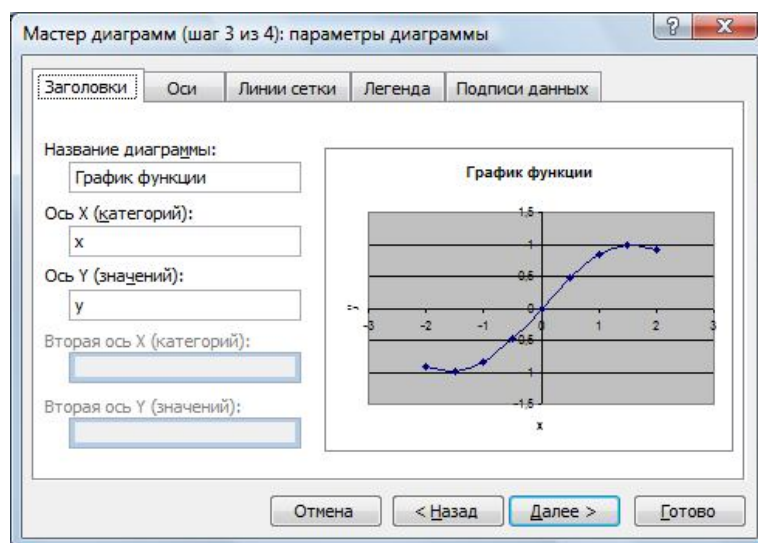 Мастер диаграмм (шаг 3 из 4): параметры диаграммы
Заголовки Оси Линии сетки Легенда Подписи данных
Название диаграммы:
График функции
Ось X (категорий):
x
Ось Y (значений):
y
Вторая ось X (категорий):
Вторая ось Y (значений):
График функции
1,5
1
0,5
0
-3 -2 -1 0 1 2 3
-0,5
-1
-1,5
y
x
Отмена < Назад Далее > Готово